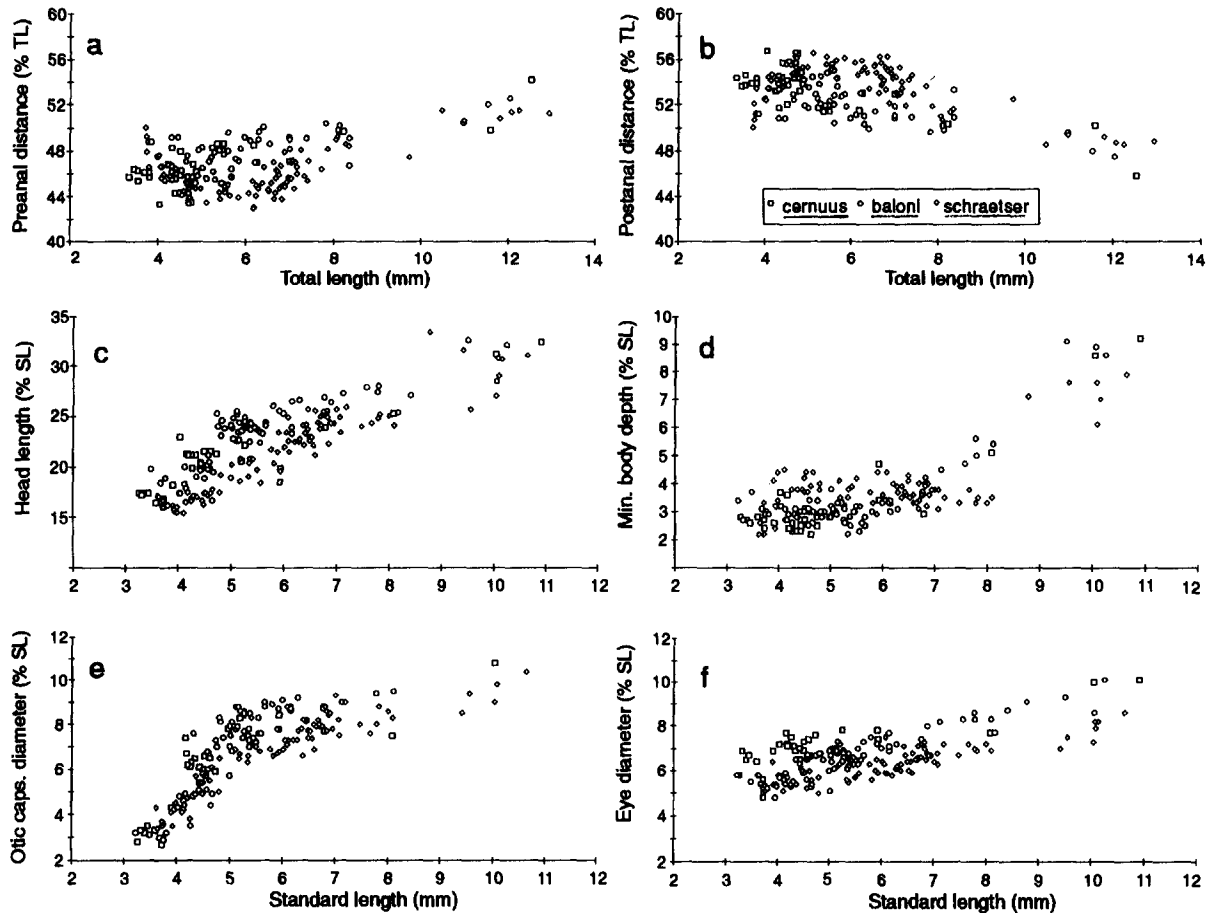 a
Preanal distance (% TL)
60
56
52
48
44
40
2 4 6 8 10 12 14
Total length (mm)
b
Postanal distance (% TL)
60
56
52
48
44
40
cernuus baloni schraetser
2 4 6 8 10 12 14
Total length (mm)
c
Head length (% SL)
35
30
25
20
15
2 3 4 5 6 7 8 9 10 11 12
d
Min. body depth (% SL)
10
9
8
7
6
5
4
3
2
2 3 4 5 6 7 8 9 10 11 12
e
Otic caps. diameter (% SL)
12
10
8
6
4
2
2 3 4 5 6 7 8 9 10 11 12
Standard length (mm)
f
Eye diameter (% SL)
12
10
8
6
4
2
2 3 4 5 6 7 8 9 10 11 12
Standard length (mm)